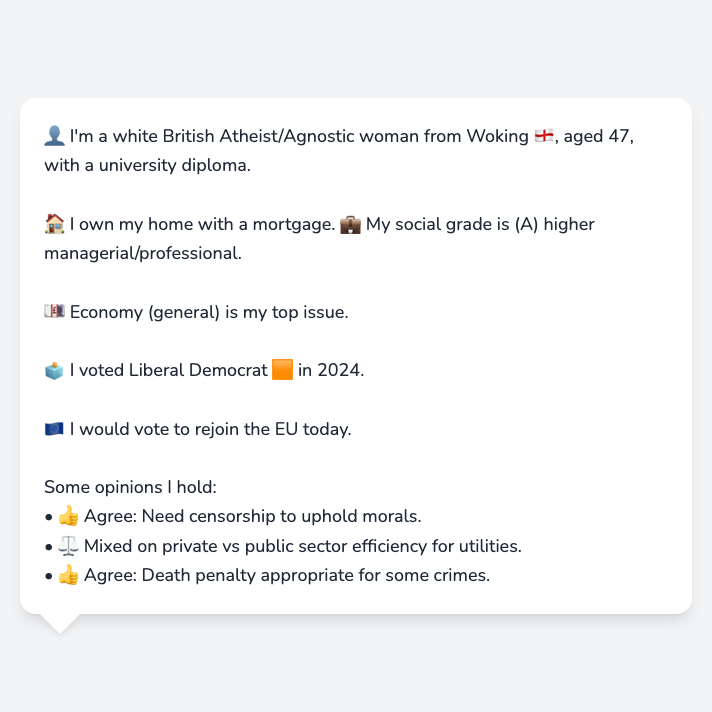 👤 I'm a white British Atheist/Agnostic woman from Woking 🏴󠁧󠁢󠁥󠁮󠁧󠁿, aged 47,
with a university diploma.
🏠 I own my home with a mortgage. 💼 My social grade is (A) higher
managerial/professional.
💷 Economy (general) is my top issue.
🗳️ I voted Liberal Democrat 🟧 in 2024.
🇪🇺 I would vote to rejoin the EU today.
Some opinions I hold:
• 👍 Agree: Need censorship to uphold morals.
• ⚖️ Mixed on private vs public sector efficiency for utilities.
• 👍 Agree: Death penalty appropriate for some crimes.